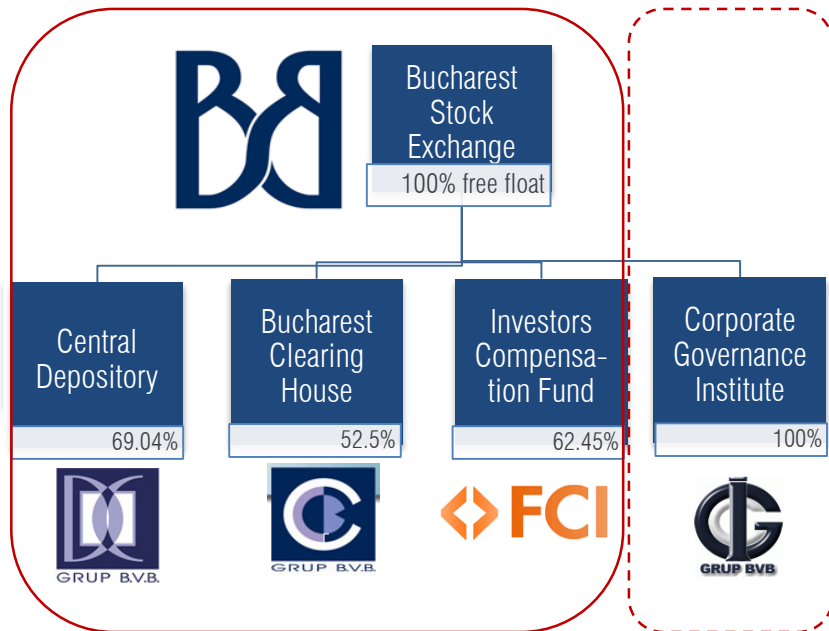 Bucharest
Stock
Exchange
100% free float
Central
Depository
69.04%
Bucharest
Clearing
House
52.5%
Investors
Compensa-
tion Fund
62.45%
Corporate
Governance
Institute
100%
GRUP B.V.B.
GRUP B.V.B.
FCI
GRUP BVB